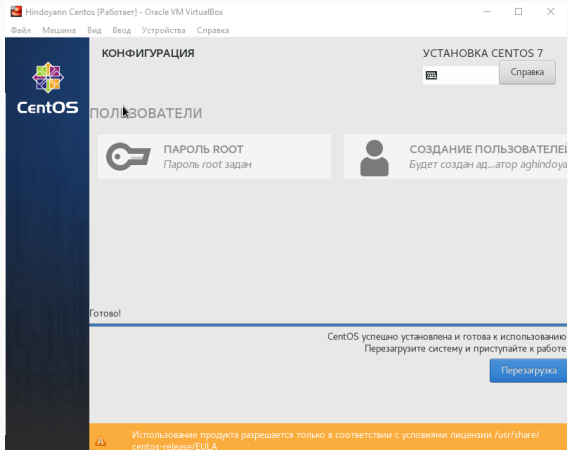 Hindoyann Centos [Работает] - Oracle VM VirtualBox
Файл Машина Вид Ввод Устройства Справка
КОНФИГУРАЦИЯ
УСТАНОВКА CENTOS 7
Справка
CentOS
ПОЛЬЗОВАТЕЛИ
ПАРОЛЬ ROOT
Пароль root задан
СОЗДАНИЕ ПОЛЬЗОВАТЕЛЕЙ
Будет создан ад...атор aghindoya
Готово!
CentOS успешно установлена и готова к использованию
Перезагрузите систему и приступайте к работе
Перезагрузка
Использование продукта разрешается только в соответствии с условиями лицензии /usr/share/
centos-release/EULA